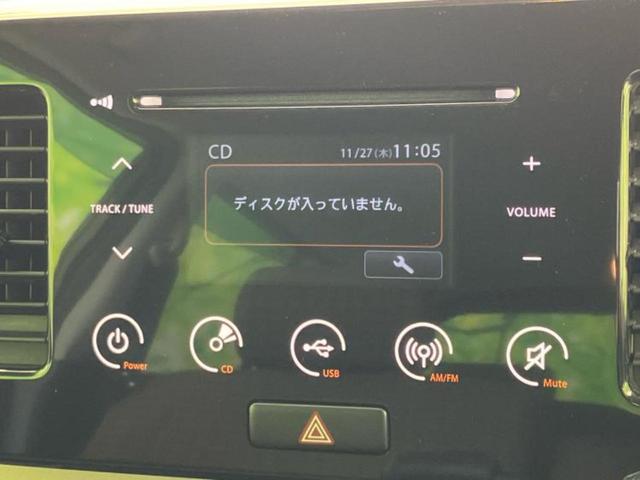 CD 11/27(木)11:05
ディスクが入っていません。
TRACK/TUNE
VOLUME
Power
CD
USB
AM/FM
Mute